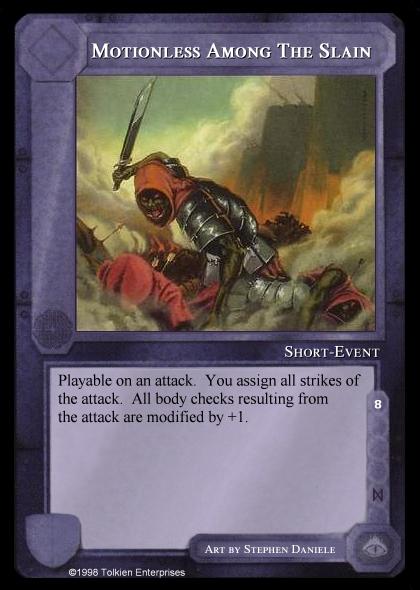 MOTIONLESS AMONG THE SLAIN
SHORT-EVENT
Playable on an attack. You assign all strikes of
the attack. All body checks resulting from
the attack are modified by +1.
8
ART BY STEPHEN DANIELE
©1998 Tolkien Enterprises